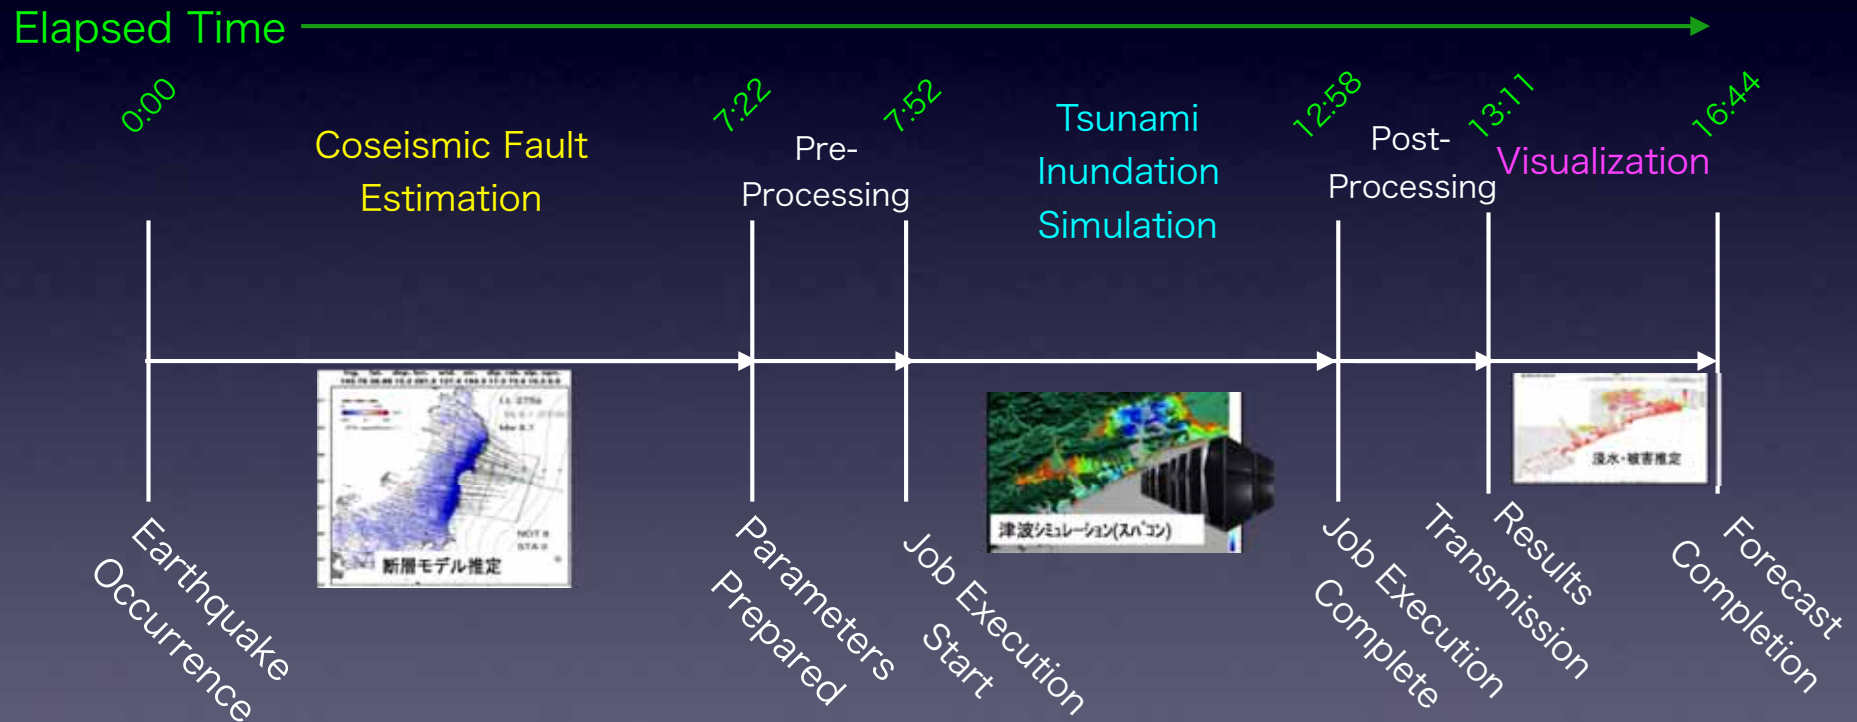 Elapsed Time
0:00
7:22
7:52
12:58
13:11
16:44
Coseismic Fault
Estimation
Pre-
Processing
Tsunami
Inundation
Simulation
Post-
Processing
Visualization
断層モデル推定
津波シミュレーション(スパコン)
浸水・被害推定
Earthquake
Occurrence
Parameters
Prepared
Job Execution
Start
Job Execution
Complete
Results
Transmission
Forecast
Completion